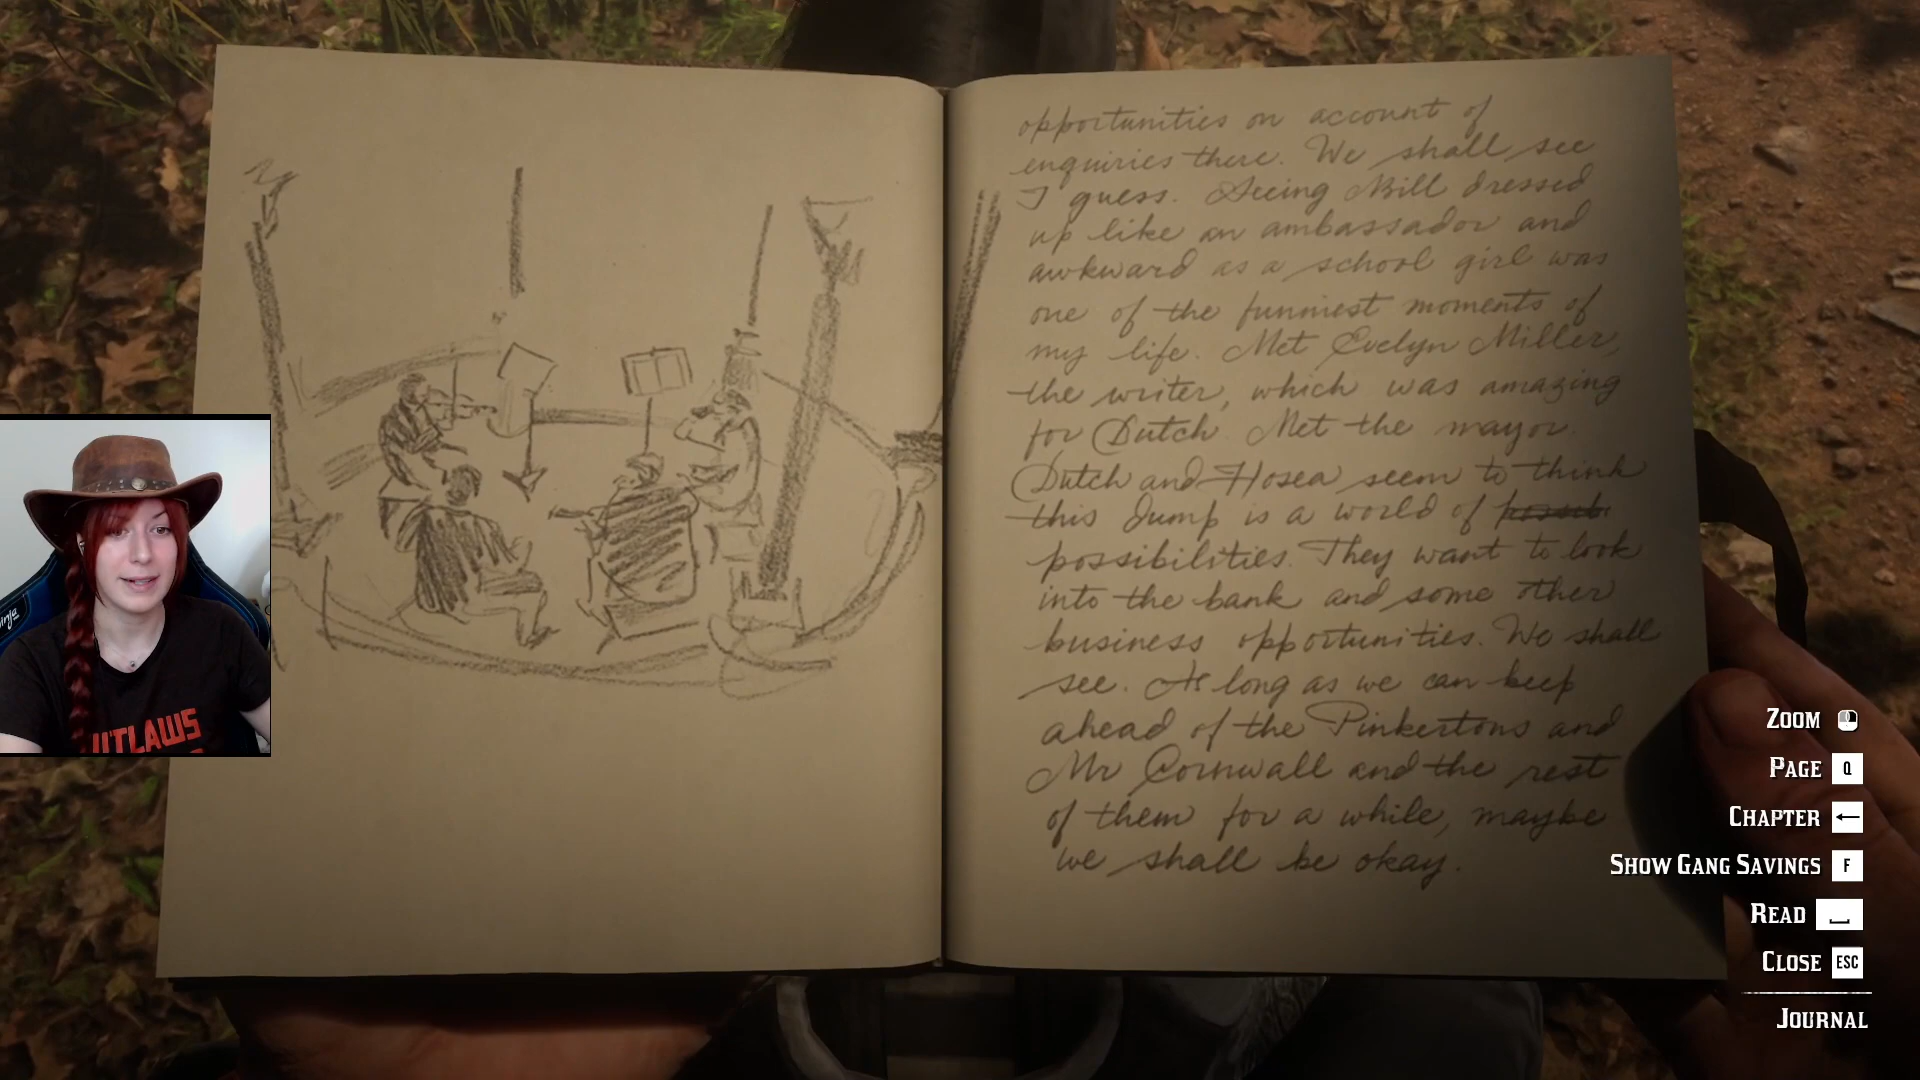 opportunities on account of
enquiries there. We shall see
I guess. Seeing Bill dressed
up like an ambassador and
awkward as a school girl was
one of the funniest moments of
my life. Met Evelyn Miller,
the writer, which was amazing
for Dutch. Met the mayor.
Dutch and Hosea seem to think
this dump is a world of possib.
possibilities. They want to look
into the bank and some other
business opportunities. We shall
see. As long as we can keep
ahead of the Pinkertons and
Mr Cornwall and the rest
of them for a while, maybe
we shall be okay.
OUTLAWS
ZOOM
PAGE Q
CHAPTER ←
SHOW GANG SAVINGS F
READ
CLOSE ESC
JOURNAL